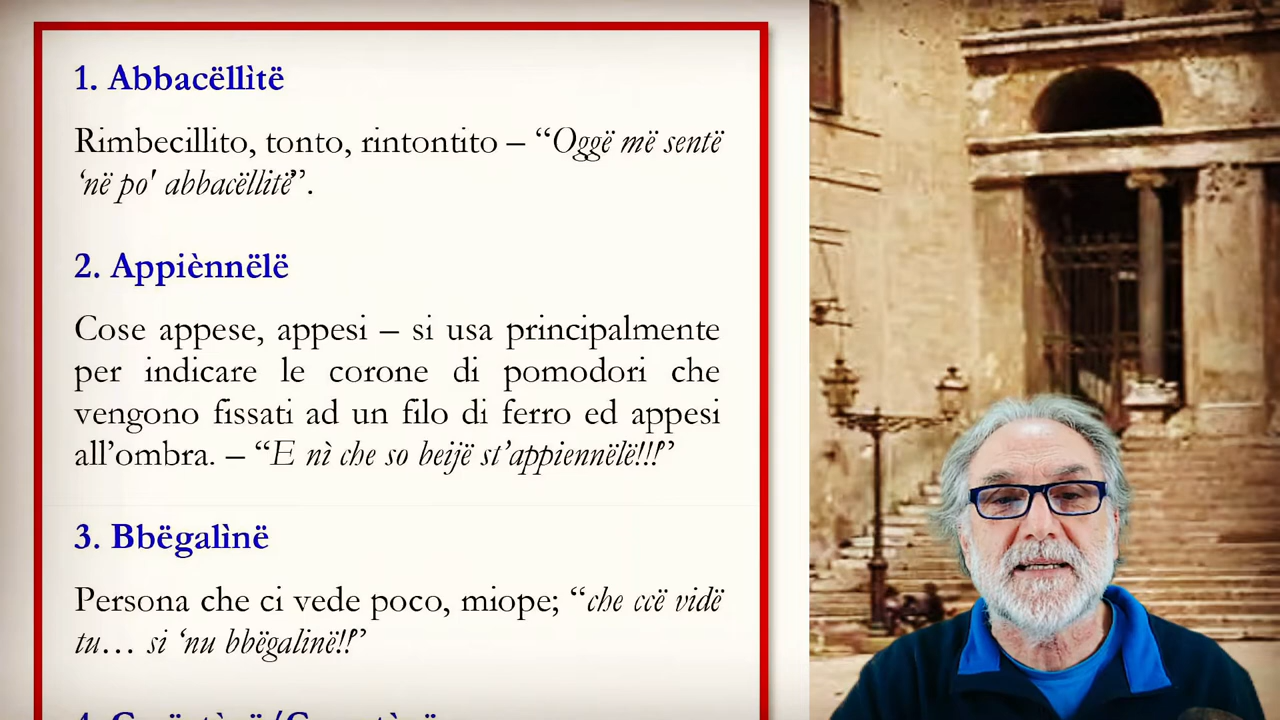 1. Abbacëllìtë
Rimbecillito, tonto, rintontito – “Oggë më sentë
‘në po' abbacëllitë”.
2. Appiènnëlë
Cose appese, appesi – si usa principalmente
per indicare le corone di pomodori che
vengono fissati ad un filo di ferro ed appesi
all’ombra. – “E nì che so beijë st’appiennëlë!!!”
3. Bbëgalìnë
Persona che ci vede poco, miope; “che ccë vidë
tu… si ‘nu bbëgalinë!!”